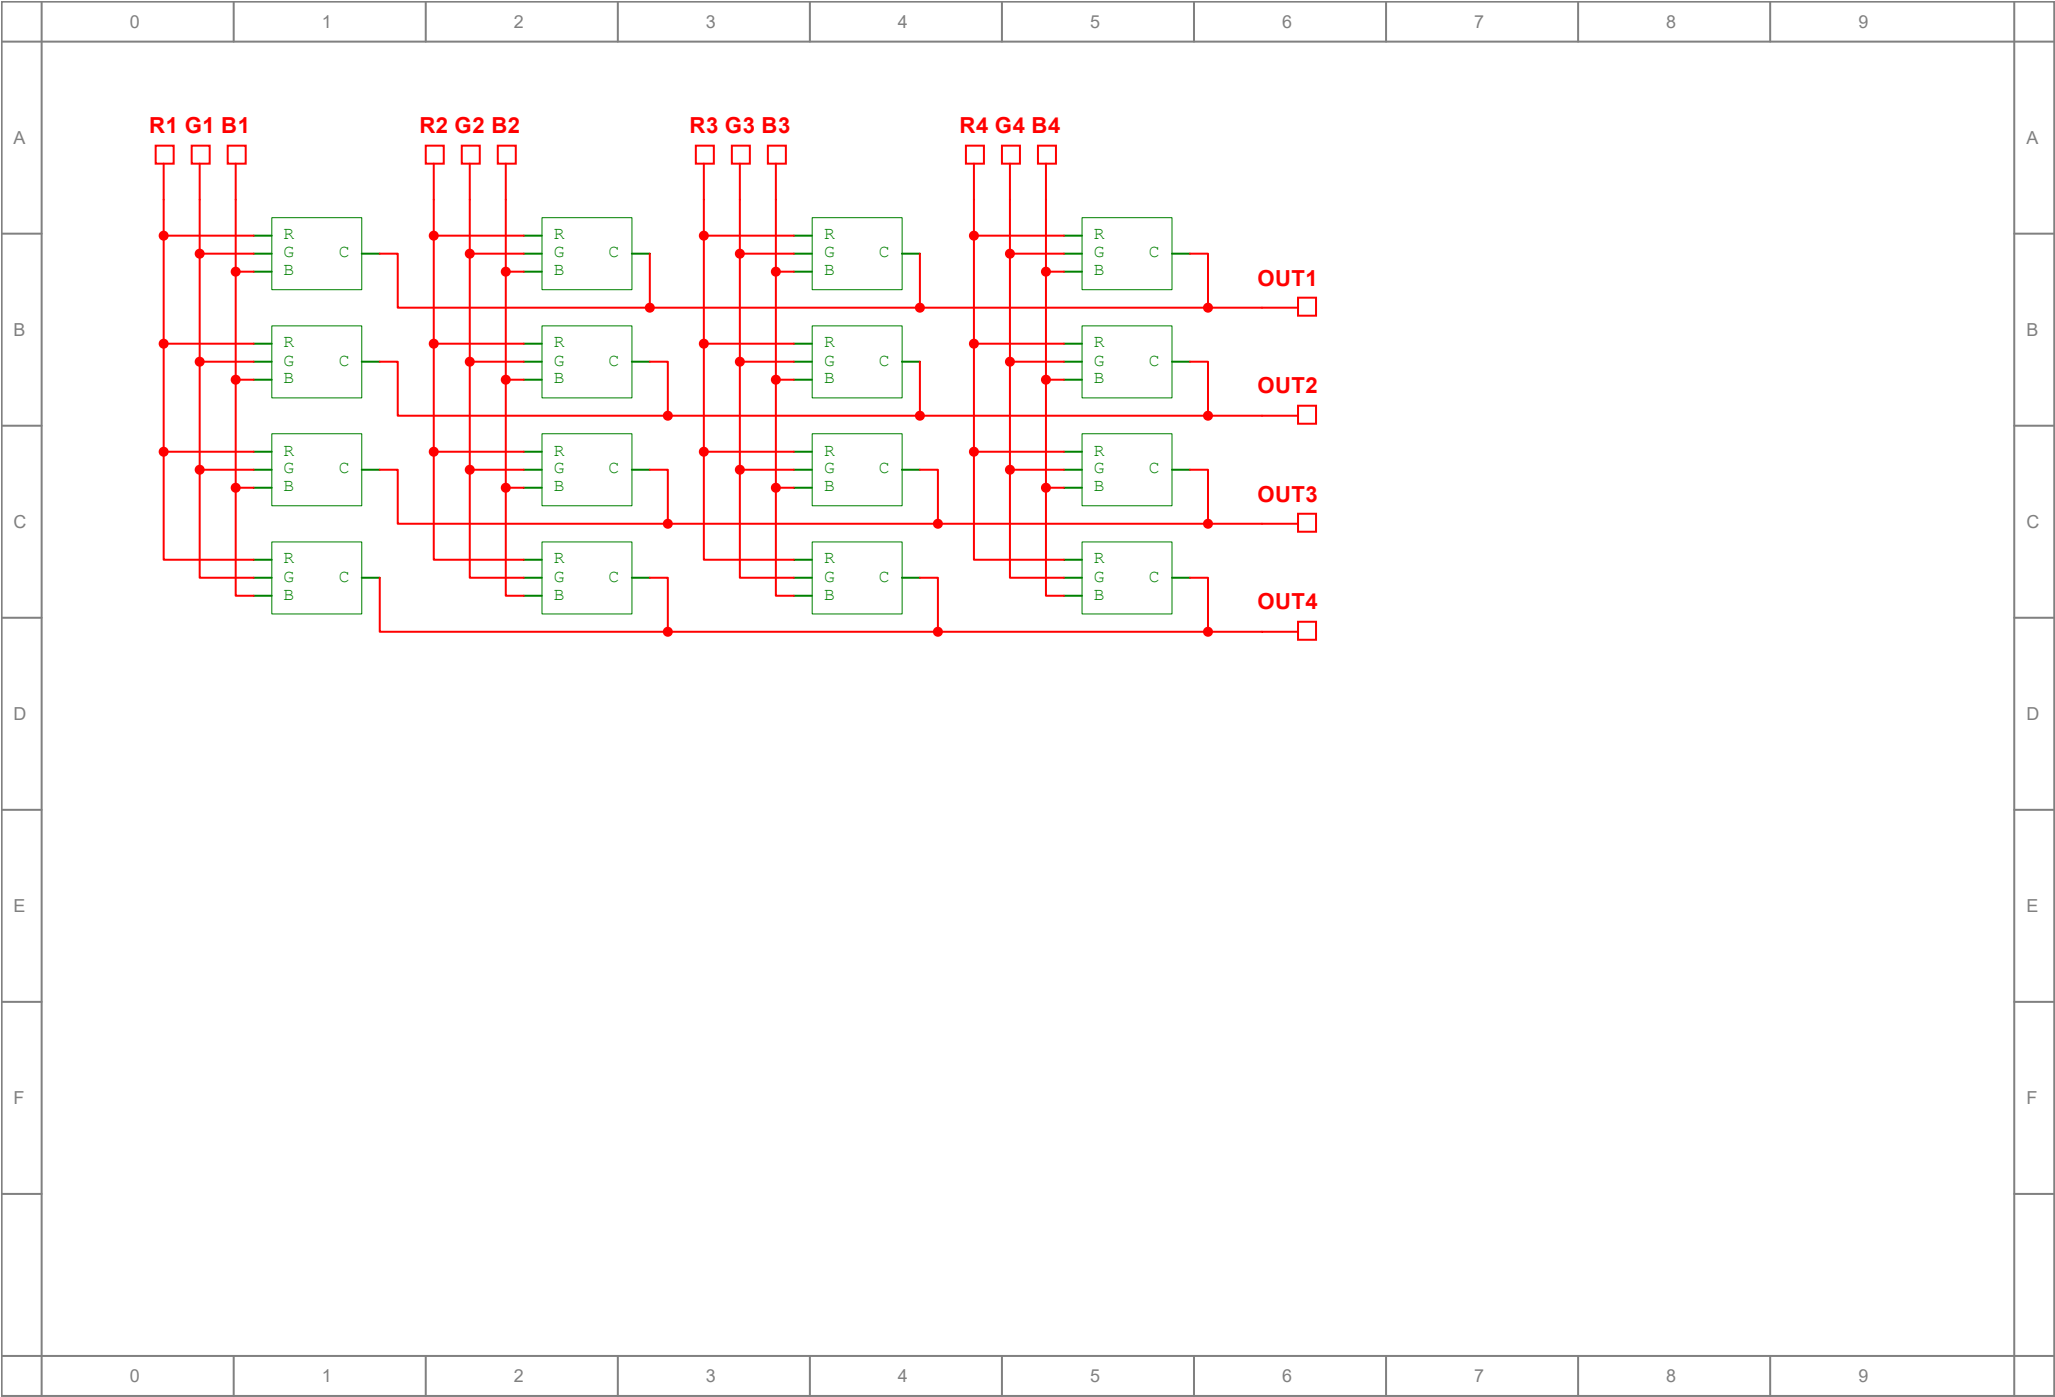 0 1 2 3 4 5 6 7 8 9
R1 G1 B1 R2 G2 B2 R3 G3 B3 R4 G4 B4
A A
R R R R
G C G C G C G C
B B B B
OUT1
B B
R R R R
G C G C G C G C
B B B B
OUT2
R R R R
G C G C G C G C
B B B B
OUT3
C C
R R R R
G C G C G C G C
B B B B
OUT4
D D
E E
F F
0 1 2 3 4 5 6 7 8 9